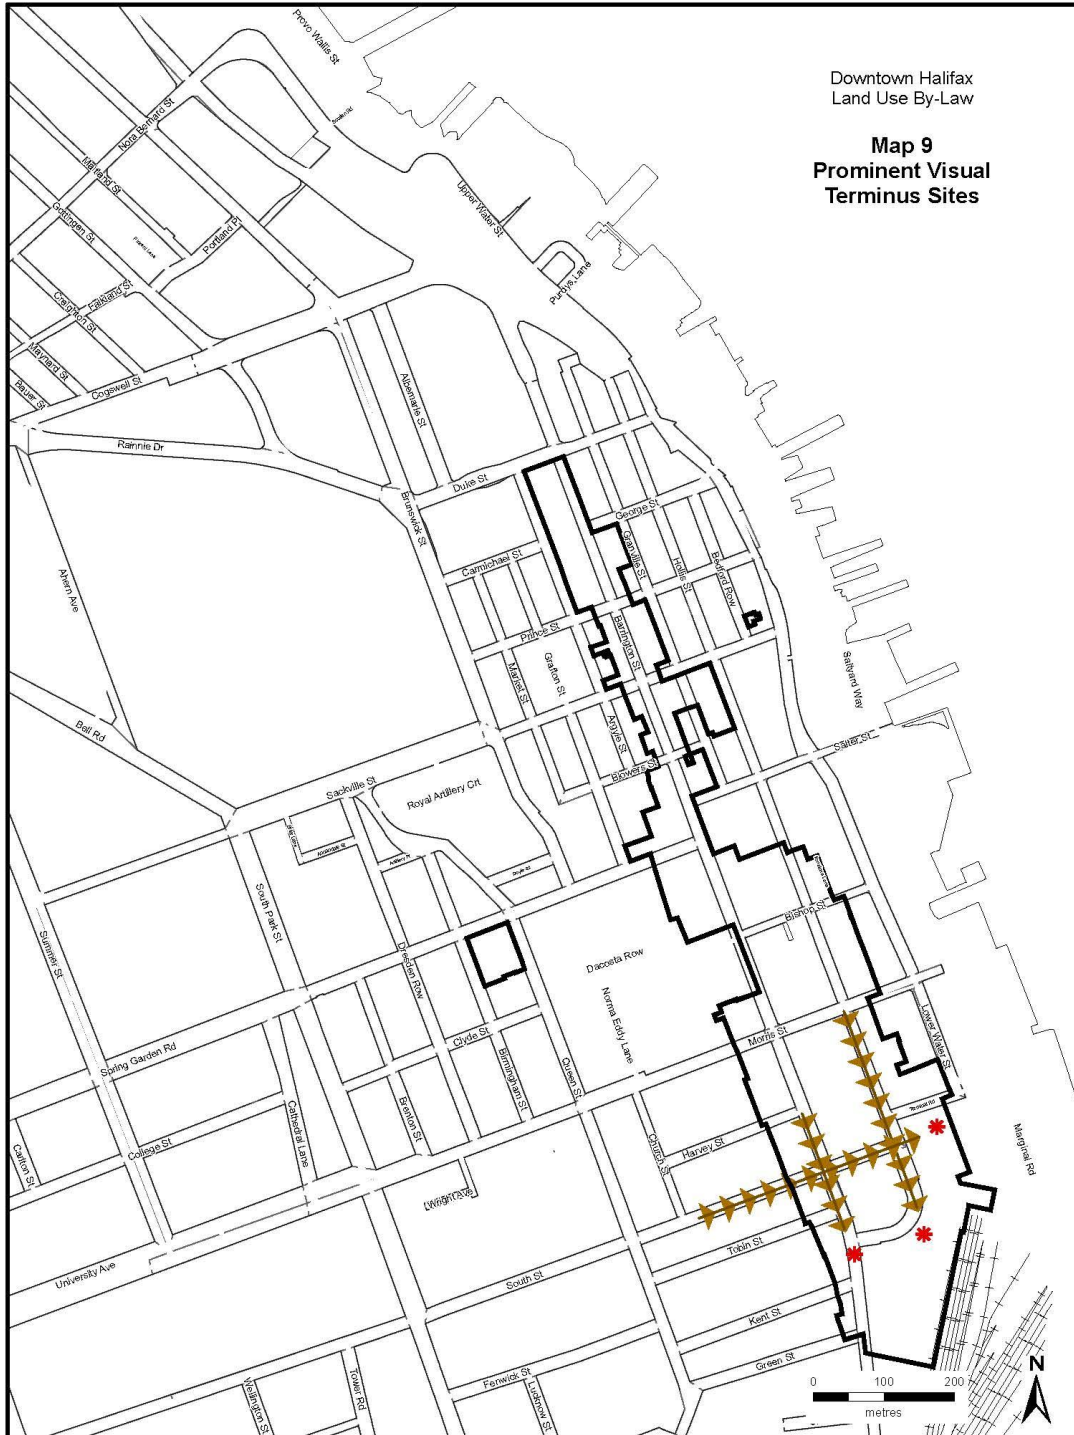 Provo Wallis St
Downtown Halifax
Land Use By-Law
Map 9
Prominent Visual
Terminus Sites
Nora Bernard St
Maitland St
Gottingen St
Portland Pl
Upper Water St
Purdys Lane
Falkland St
Creighton St
Maynard St
Bauer St
Cogswell St
Albemarle St
Rainnie Dr
Duke St
Brunswick St
George St
Granville St
Carmichael St
Hollis St
Bedford Row
Ahern Ave
Prince St
Barrington St
Grafton St
Market St
Argyle St
Saltyard Way
Bell Rd
Salter St
Blowers St
Sackville St
Royal Artillery Crt
Bishop St
South Park St
Summer St
Dresden Row
Dacosta Row
Norma Eddy Lane
Lower Water St
Morris St
Clyde St
Birmingham St
Queen St
Spring Garden Rd
Cathedral Lane
Brenton St
College St
Carlton St
Church St
Harvey St
Terminal Rd
Marginal Rd
Wright Ave
Tobin St
South St
University Ave
Kent St
Green St
Fenwick St
Lucknow St
Tower Rd
Wellington St
0 100 200
metres
N